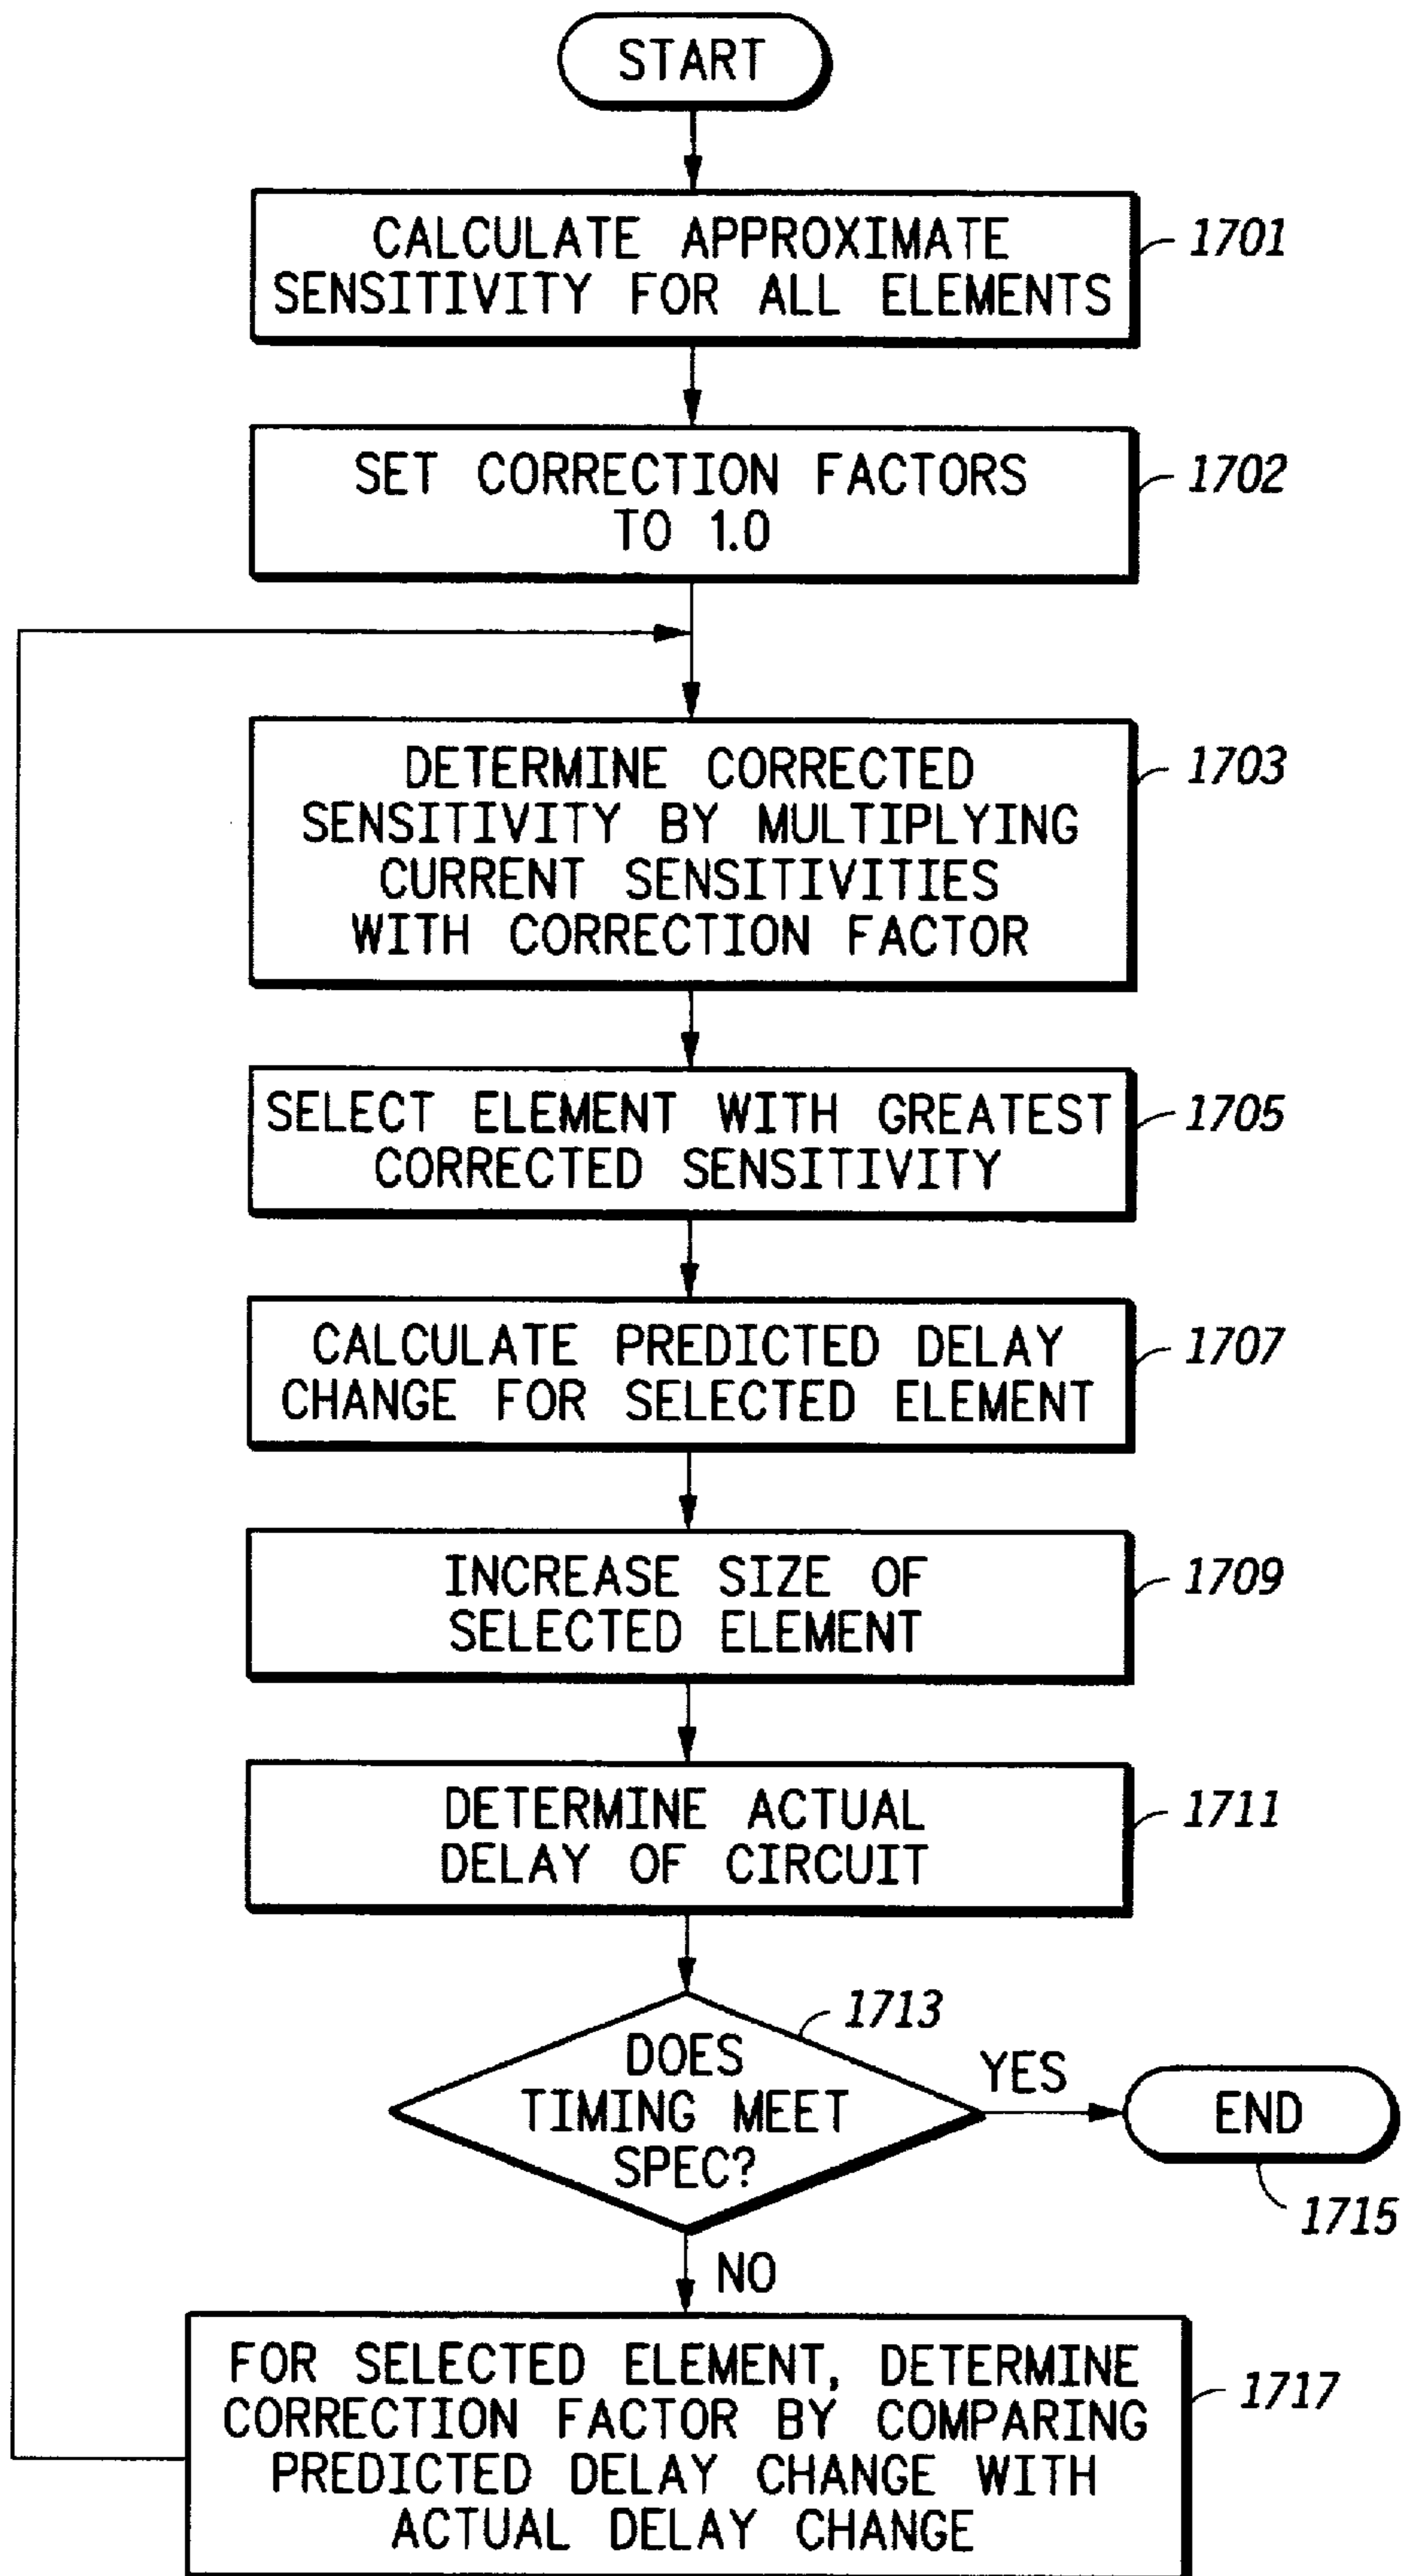 START
CALCULATE APPROXIMATE
SENSITIVITY FOR ALL ELEMENTS
1701
SET CORRECTION FACTORS
TO 1.0
1702
DETERMINE CORRECTED
SENSITIVITY BY MULTIPLYING
CURRENT SENSITIVITIES
WITH CORRECTION FACTOR
1703
SELECT ELEMENT WITH GREATEST
CORRECTED SENSITIVITY
1705
CALCULATE PREDICTED DELAY
CHANGE FOR SELECTED ELEMENT
1707
INCREASE SIZE OF
SELECTED ELEMENT
1709
DETERMINE ACTUAL
DELAY OF CIRCUIT
1711
DOES
TIMING MEET
SPEC?
1713
YES
END
1715
NO
FOR SELECTED ELEMENT, DETERMINE
CORRECTION FACTOR BY COMPARING
PREDICTED DELAY CHANGE WITH
ACTUAL DELAY CHANGE
1717